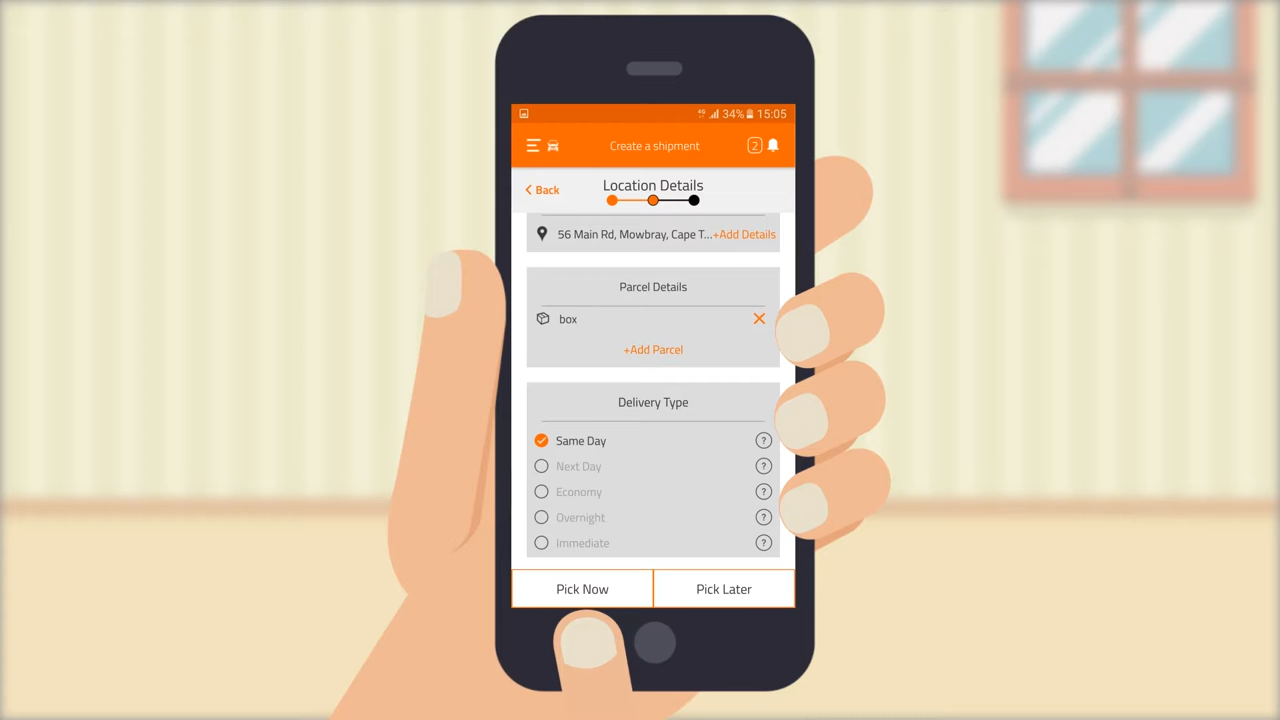 4G 34% 15:05
Create a shipment 2
Back
Location Details
56 Main Rd, Mowbray, Cape T...+Add Details
Parcel Details
box
+Add Parcel
Delivery Type
Same Day ?
Next Day ?
Economy ?
Overnight ?
Immediate ?
Pick Now Pick Later